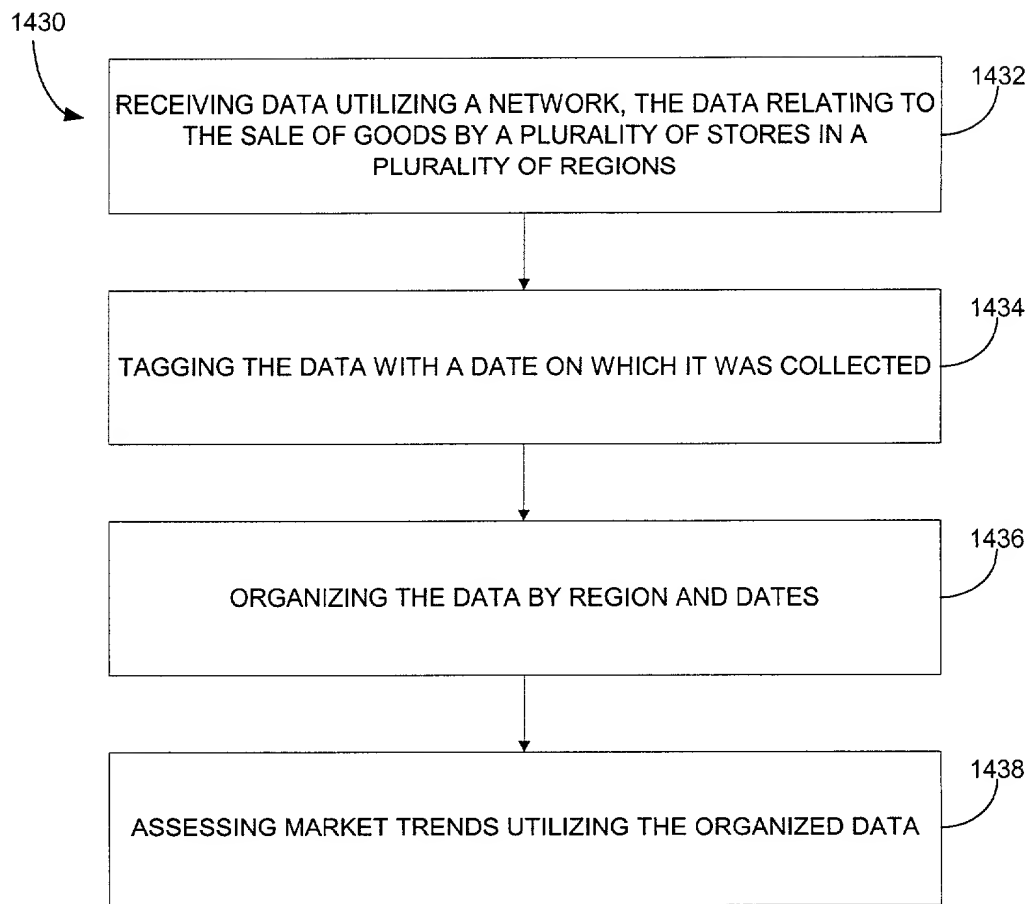 1430
1432
RECEIVING DATA UTILIZING A NETWORK, THE DATA RELATING TO
THE SALE OF GOODS BY A PLURALITY OF STORES IN A
PLURALITY OF REGIONS
1434
TAGGING THE DATA WITH A DATE ON WHICH IT WAS COLLECTED
1436
ORGANIZING THE DATA BY REGION AND DATES
1438
ASSESSING MARKET TRENDS UTILIZING THE ORGANIZED DATA